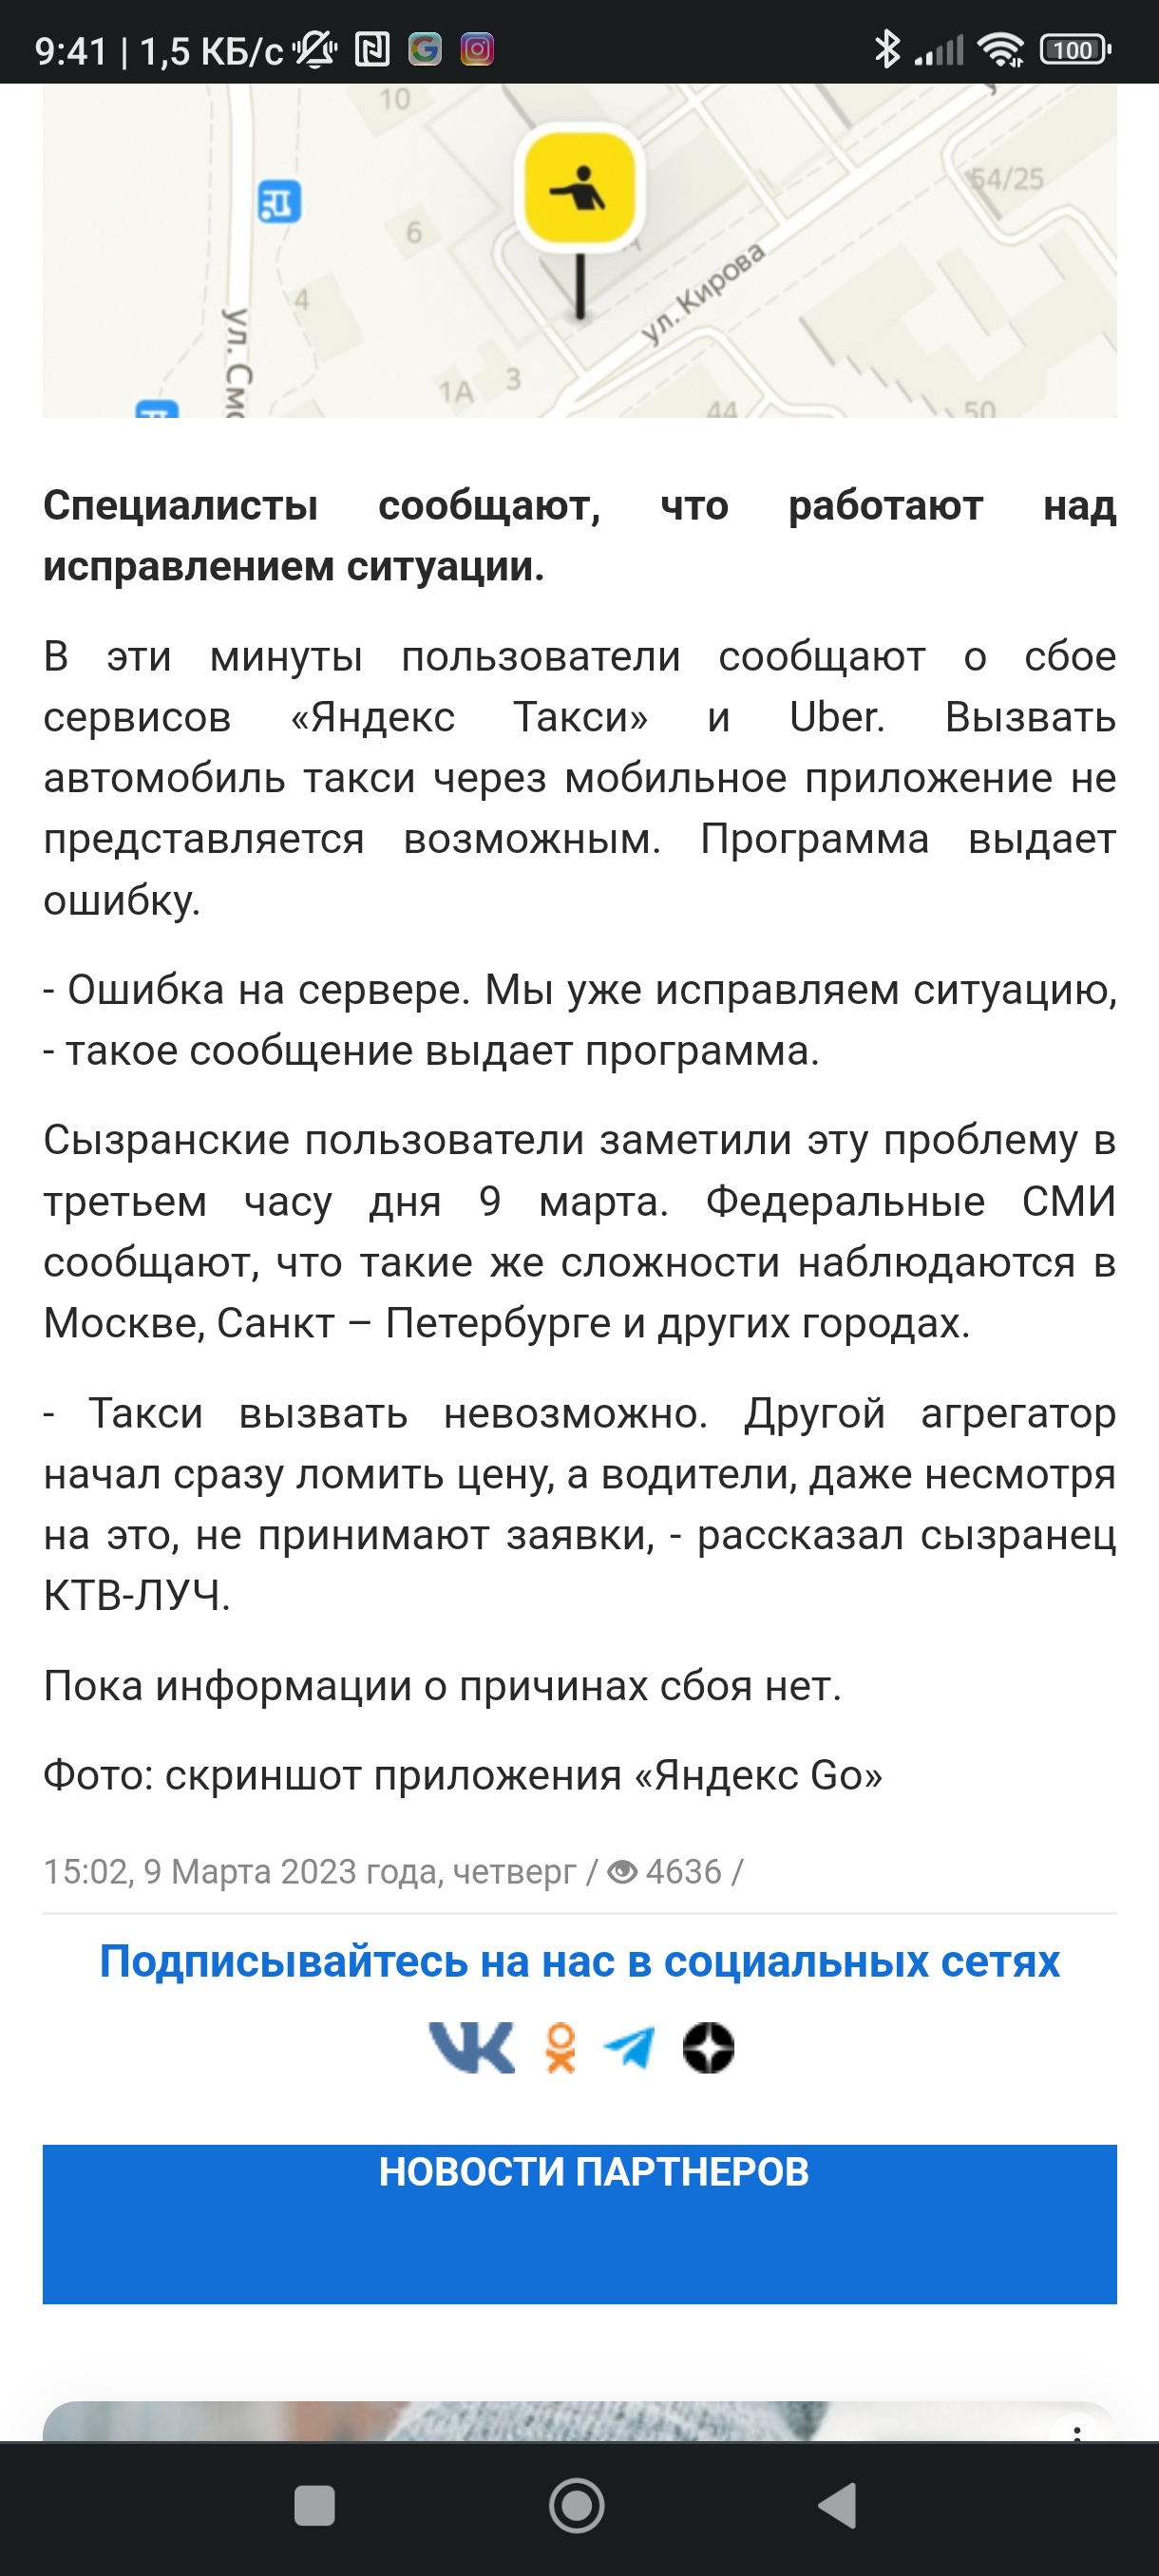 9:41 | 1,5 КБ/с
100
10
54/25
6
4
ул. Кирова
ул. Смо
1А 3
44
50
Специалисты сообщают, что работают над
исправлением ситуации.
В эти минуты пользователи сообщают о сбое
сервисов «Яндекс Такси» и Uber. Вызвать
автомобиль такси через мобильное приложение не
представляется возможным. Программа выдает
ошибку.
- Ошибка на сервере. Мы уже исправляем ситуацию,
- такое сообщение выдает программа.
Сызранские пользователи заметили эту проблему в
третьем часу дня 9 марта. Федеральные СМИ
сообщают, что такие же сложности наблюдаются в
Москве, Санкт – Петербурге и других городах.
- Такси вызвать невозможно. Другой агрегатор
начал сразу ломить цену, а водители, даже несмотря
на это, не принимают заявки, - рассказал сызранец
КТВ-ЛУЧ.
Пока информации о причинах сбоя нет.
Фото: скриншот приложения «Яндекс Go»
15:02, 9 Марта 2023 года, четверг / 4636 /
Подписывайтесь на нас в социальных сетях
НОВОСТИ ПАРТНЕРОВ